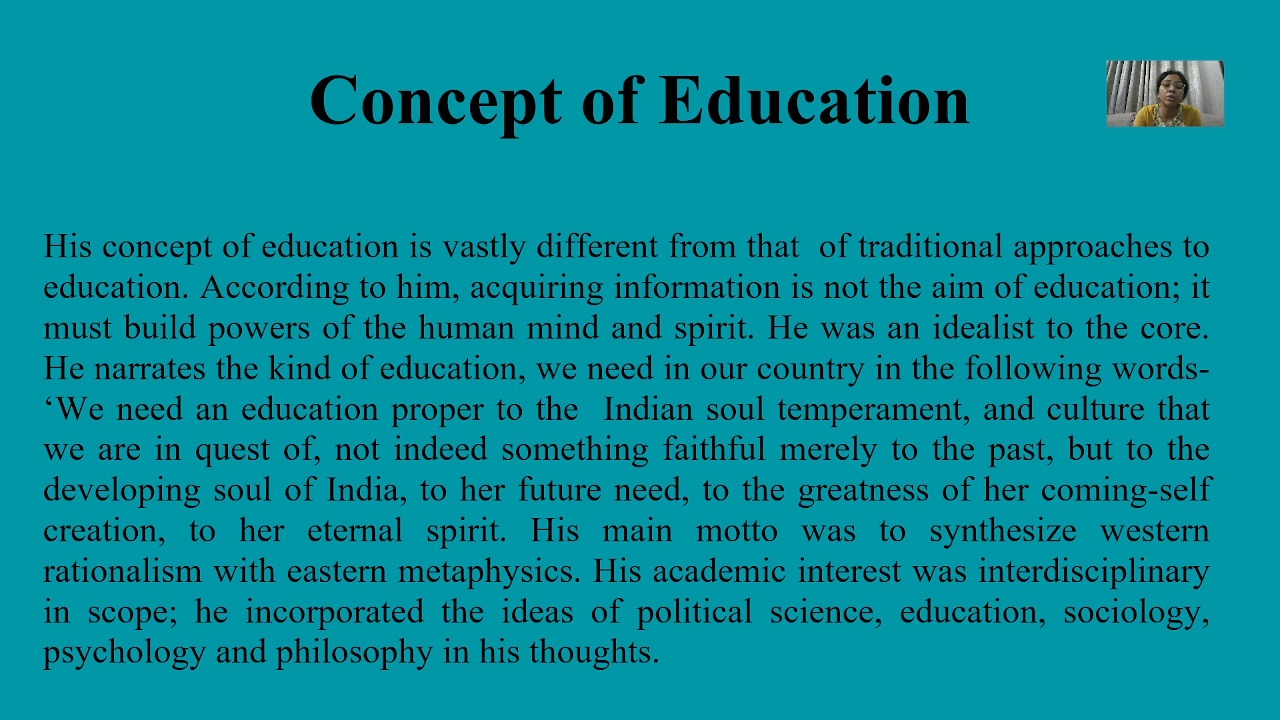 Concept of Education
His concept of education is vastly different from that of traditional approaches to
education. According to him, acquiring information is not the aim of education; it
must build powers of the human mind and spirit. He was an idealist to the core.
He narrates the kind of education, we need in our country in the following words-
‘We need an education proper to the Indian soul temperament, and culture that
we are in quest of, not indeed something faithful merely to the past, but to the
developing soul of India, to her future need, to the greatness of her coming-self
creation, to her eternal spirit. His main motto was to synthesize western
rationalism with eastern metaphysics. His academic interest was interdisciplinary
in scope; he incorporated the ideas of political science, education, sociology,
psychology and philosophy in his thoughts.